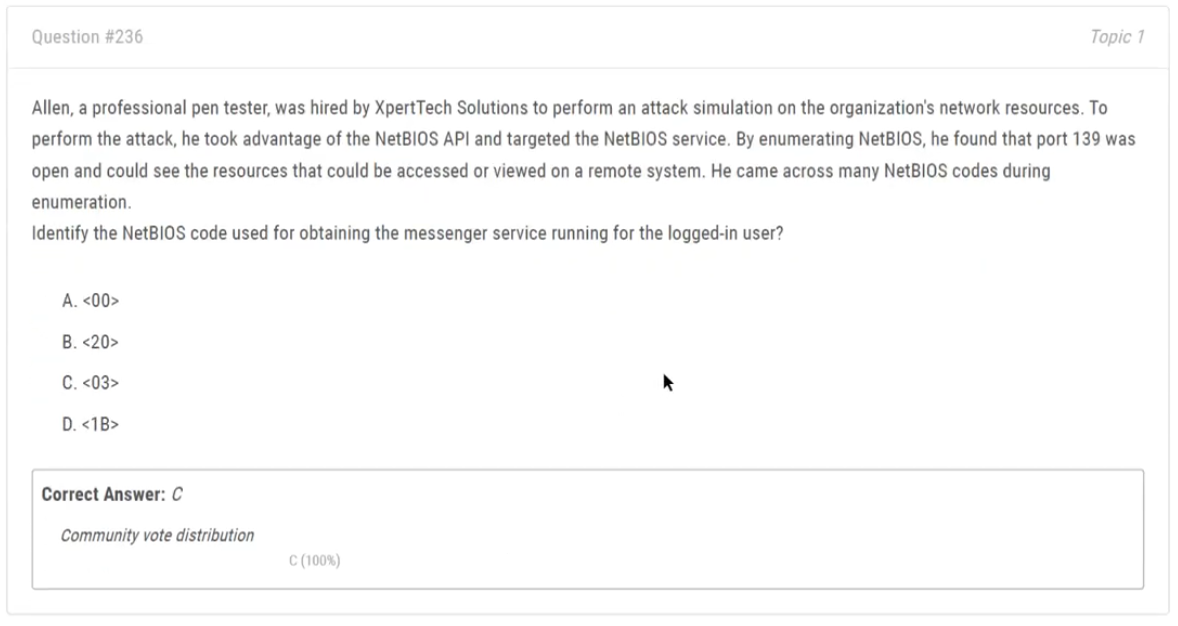 Question #236
Topic 1
Allen, a professional pen tester, was hired by XpertTech Solutions to perform an attack simulation on the organization's network resources. To
perform the attack, he took advantage of the NetBIOS API and targeted the NetBIOS service. By enumerating NetBIOS, he found that port 139 was
open and could see the resources that could be accessed or viewed on a remote system. He came across many NetBIOS codes during
enumeration.
Identify the NetBIOS code used for obtaining the messenger service running for the logged-in user?
A. <00>
B. <20>
C. <03>
D. <1B>
Correct Answer: C
Community vote distribution
C (100%)